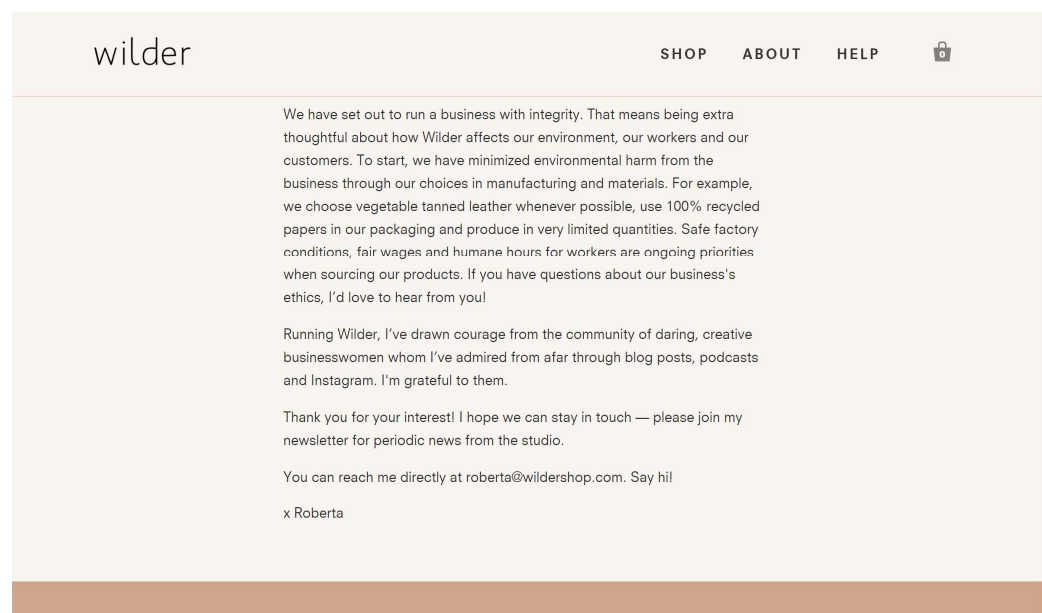 wilder
SHOP ABOUT HELP 0
We have set out to run a business with integrity. That means being extra
thoughtful about how Wilder affects our environment, our workers and our
customers. To start, we have minimized environmental harm from the
business through our choices in manufacturing and materials. For example,
we choose vegetable tanned leather whenever possible, use 100% recycled
papers in our packaging and produce in very limited quantities. Safe factory
conditions, fair wages and humane hours for workers are ongoing priorities
when sourcing our products. If you have questions about our business's
ethics, I’d love to hear from you!
Running Wilder, I’ve drawn courage from the community of daring, creative
businesswomen whom I’ve admired from afar through blog posts, podcasts
and Instagram. I'm grateful to them.
Thank you for your interest! I hope we can stay in touch — please join my
newsletter for periodic news from the studio.
You can reach me directly at roberta@wildershop.com. Say hi!
x Roberta